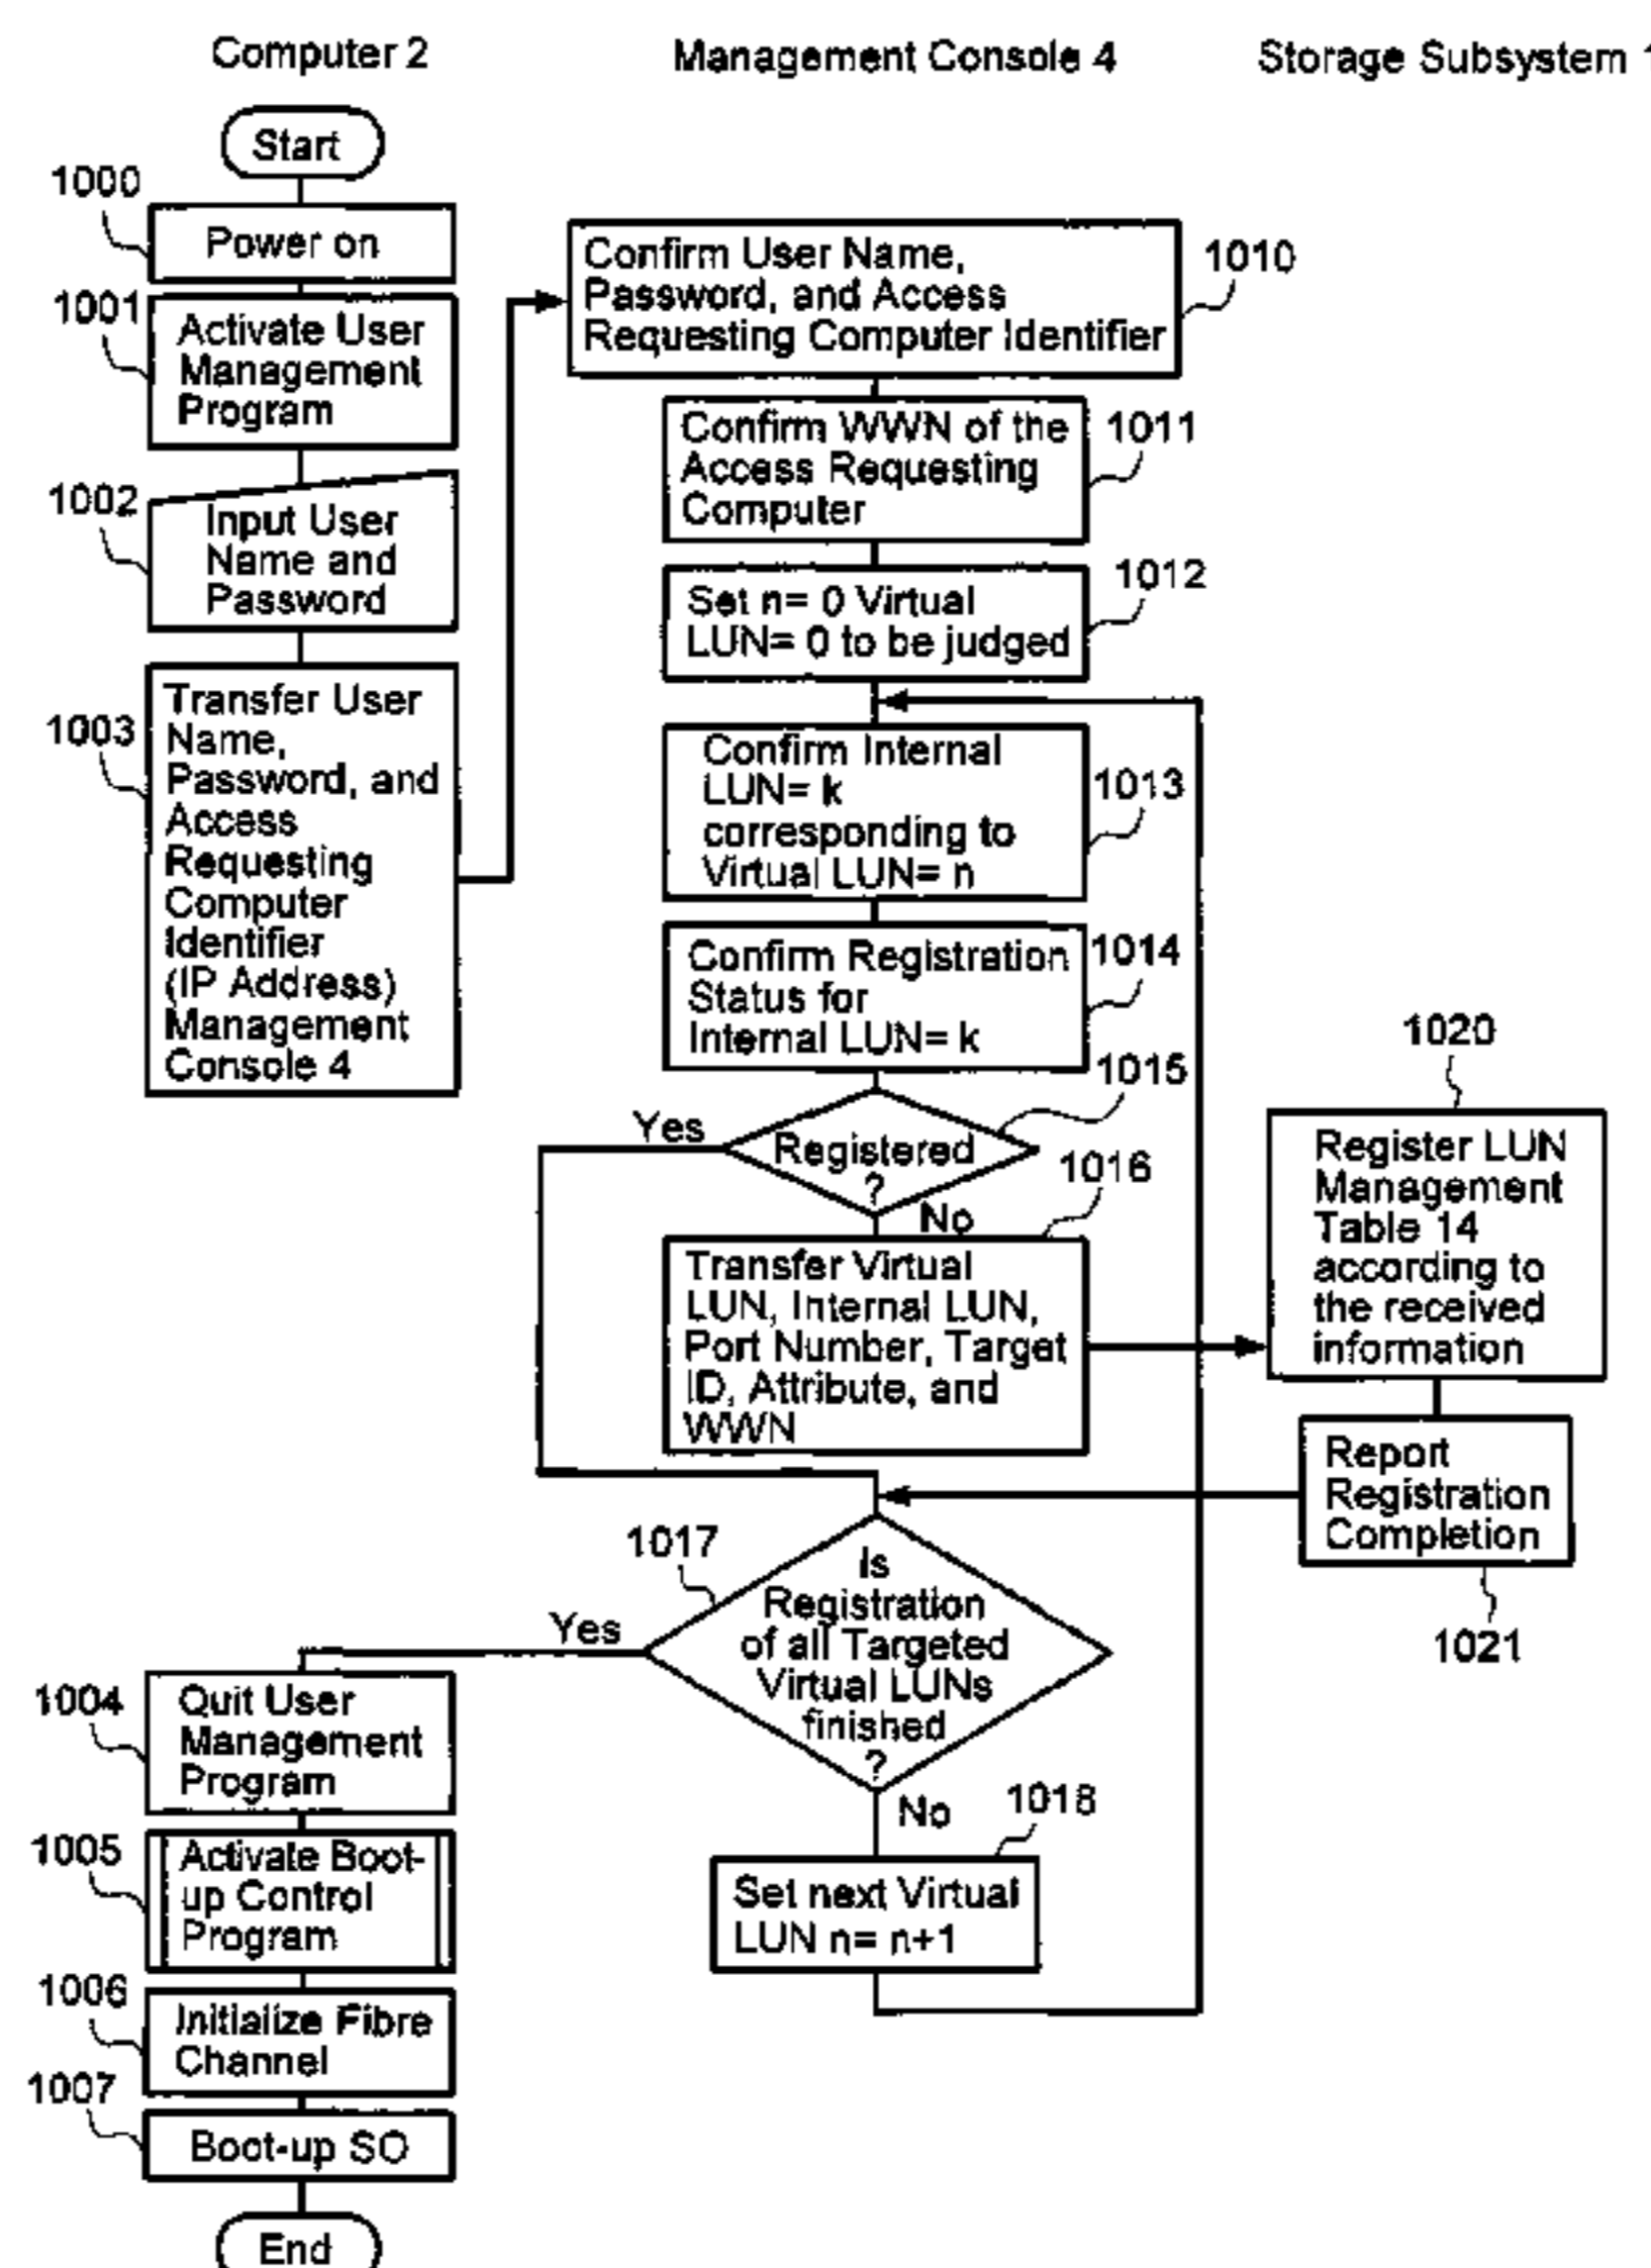 Computer 2
Management Console 4
Storage Subsystem 1
Start
1000
Power on
1001
Activate User
Management
Program
1002
Input User
Name and
Password
1003
Transfer User
Name,
Password, and
Access
Requesting
Computer
Identifier
(IP Address)
Management
Console 4
Confirm User Name,
Password, and Access
Requesting Computer Identifier
1010
Confirm WWN of the
Access Requesting
Computer
1011
Set n= 0 Virtual
LUN= 0 to be judged
1012
Confirm Internal
LUN= k
corresponding to
Virtual LUN= n
1013
Confirm Registration
Status for
Internal LUN= k
1014
1015
Yes
Registered
?
No
1016
Transfer Virtual
LUN, Internal LUN,
Port Number, Target
ID, Attribute, and
WWN
1020
Register LUN
Management
Table 14
according to
the received
information
Report
Registration
Completion
1021
1017
Is
Registration
of all Targeted
Virtual LUNs
finished
?
Yes
No
1018
Set next Virtual
LUN n= n+1
1004
Quit User
Management
Program
1005
Activate Boot-
up Control
Program
1006
Initialize Fibre
Channel
1007
Boot-up SO
End